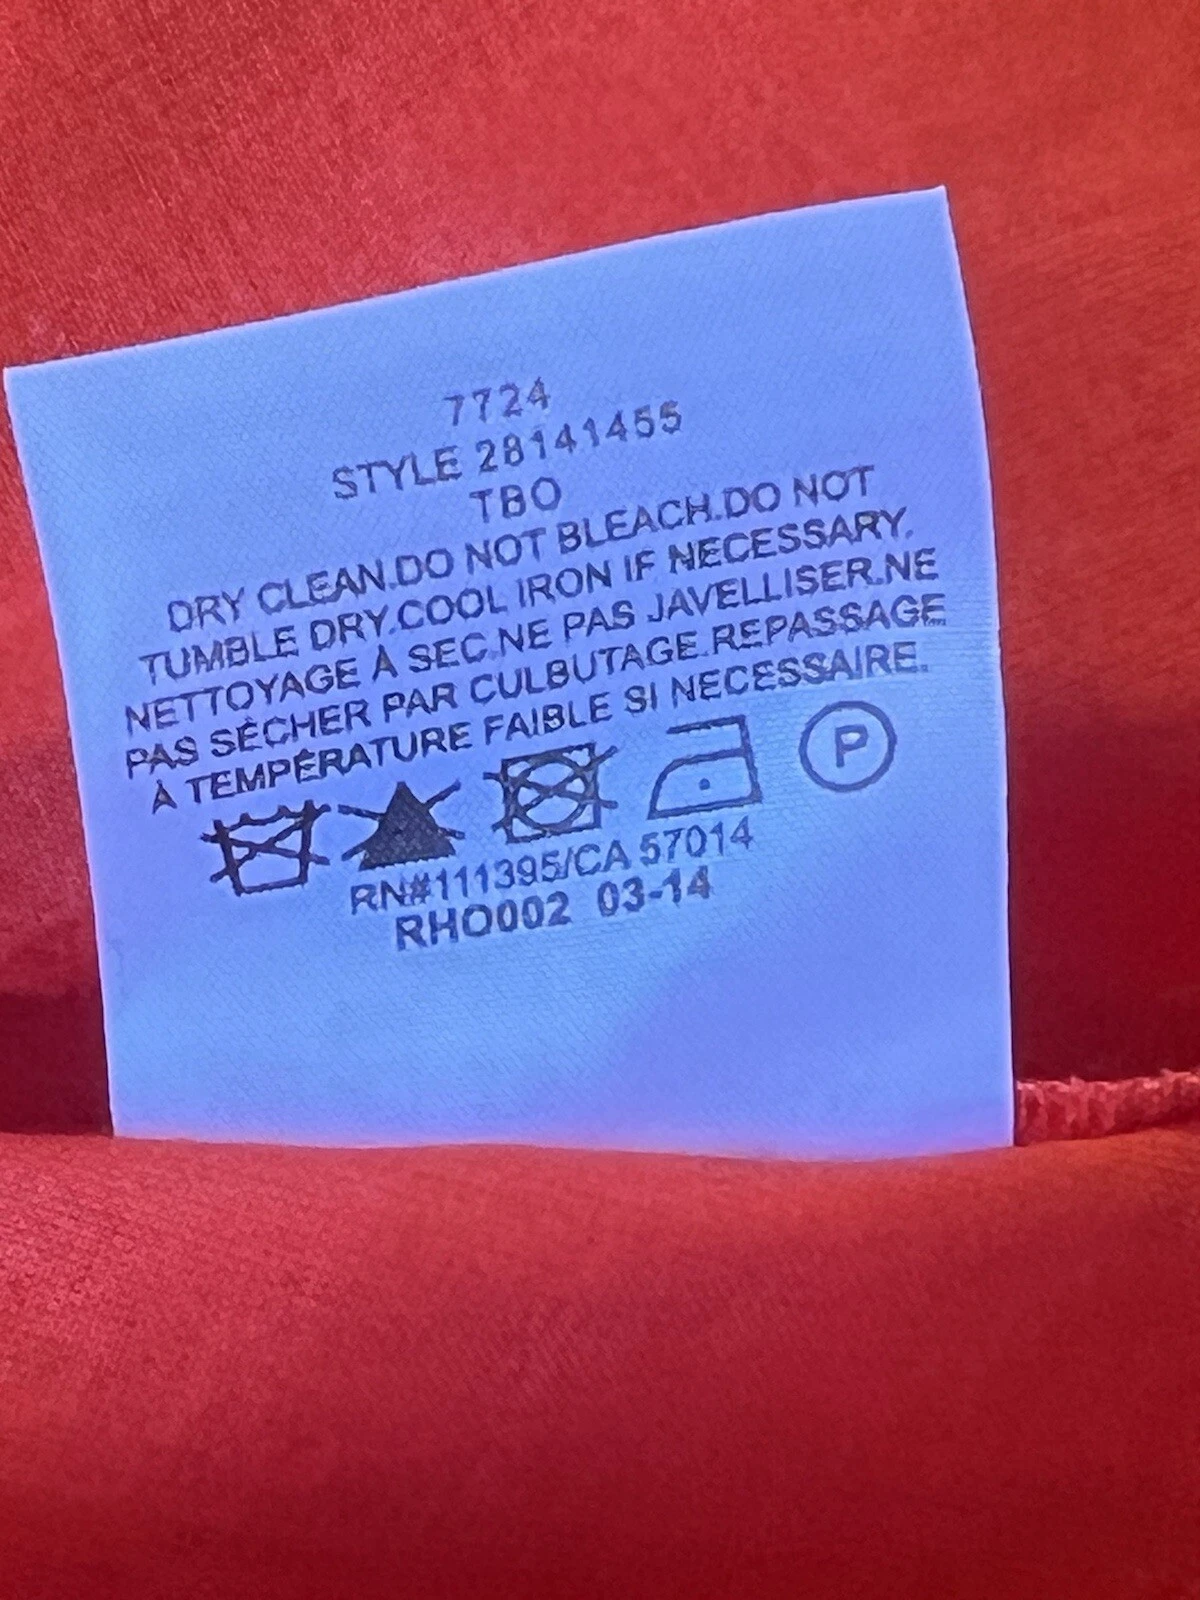 7724
STYLE 28141455
TBO
DRY CLEAN.DO NOT BLEACH.DO NOT
TUMBLE DRY.COOL IRON IF NECESSARY.
NETTOYAGE À SEC.NE PAS JAVELLISER.NE
PAS SÈCHER PAR CULBUTAGE.REPASSAGE
À TEMPÉRATURE FAIBLE SI NECESSAIRE.
P
RN#111395/CA 57014
RHO002 03-14